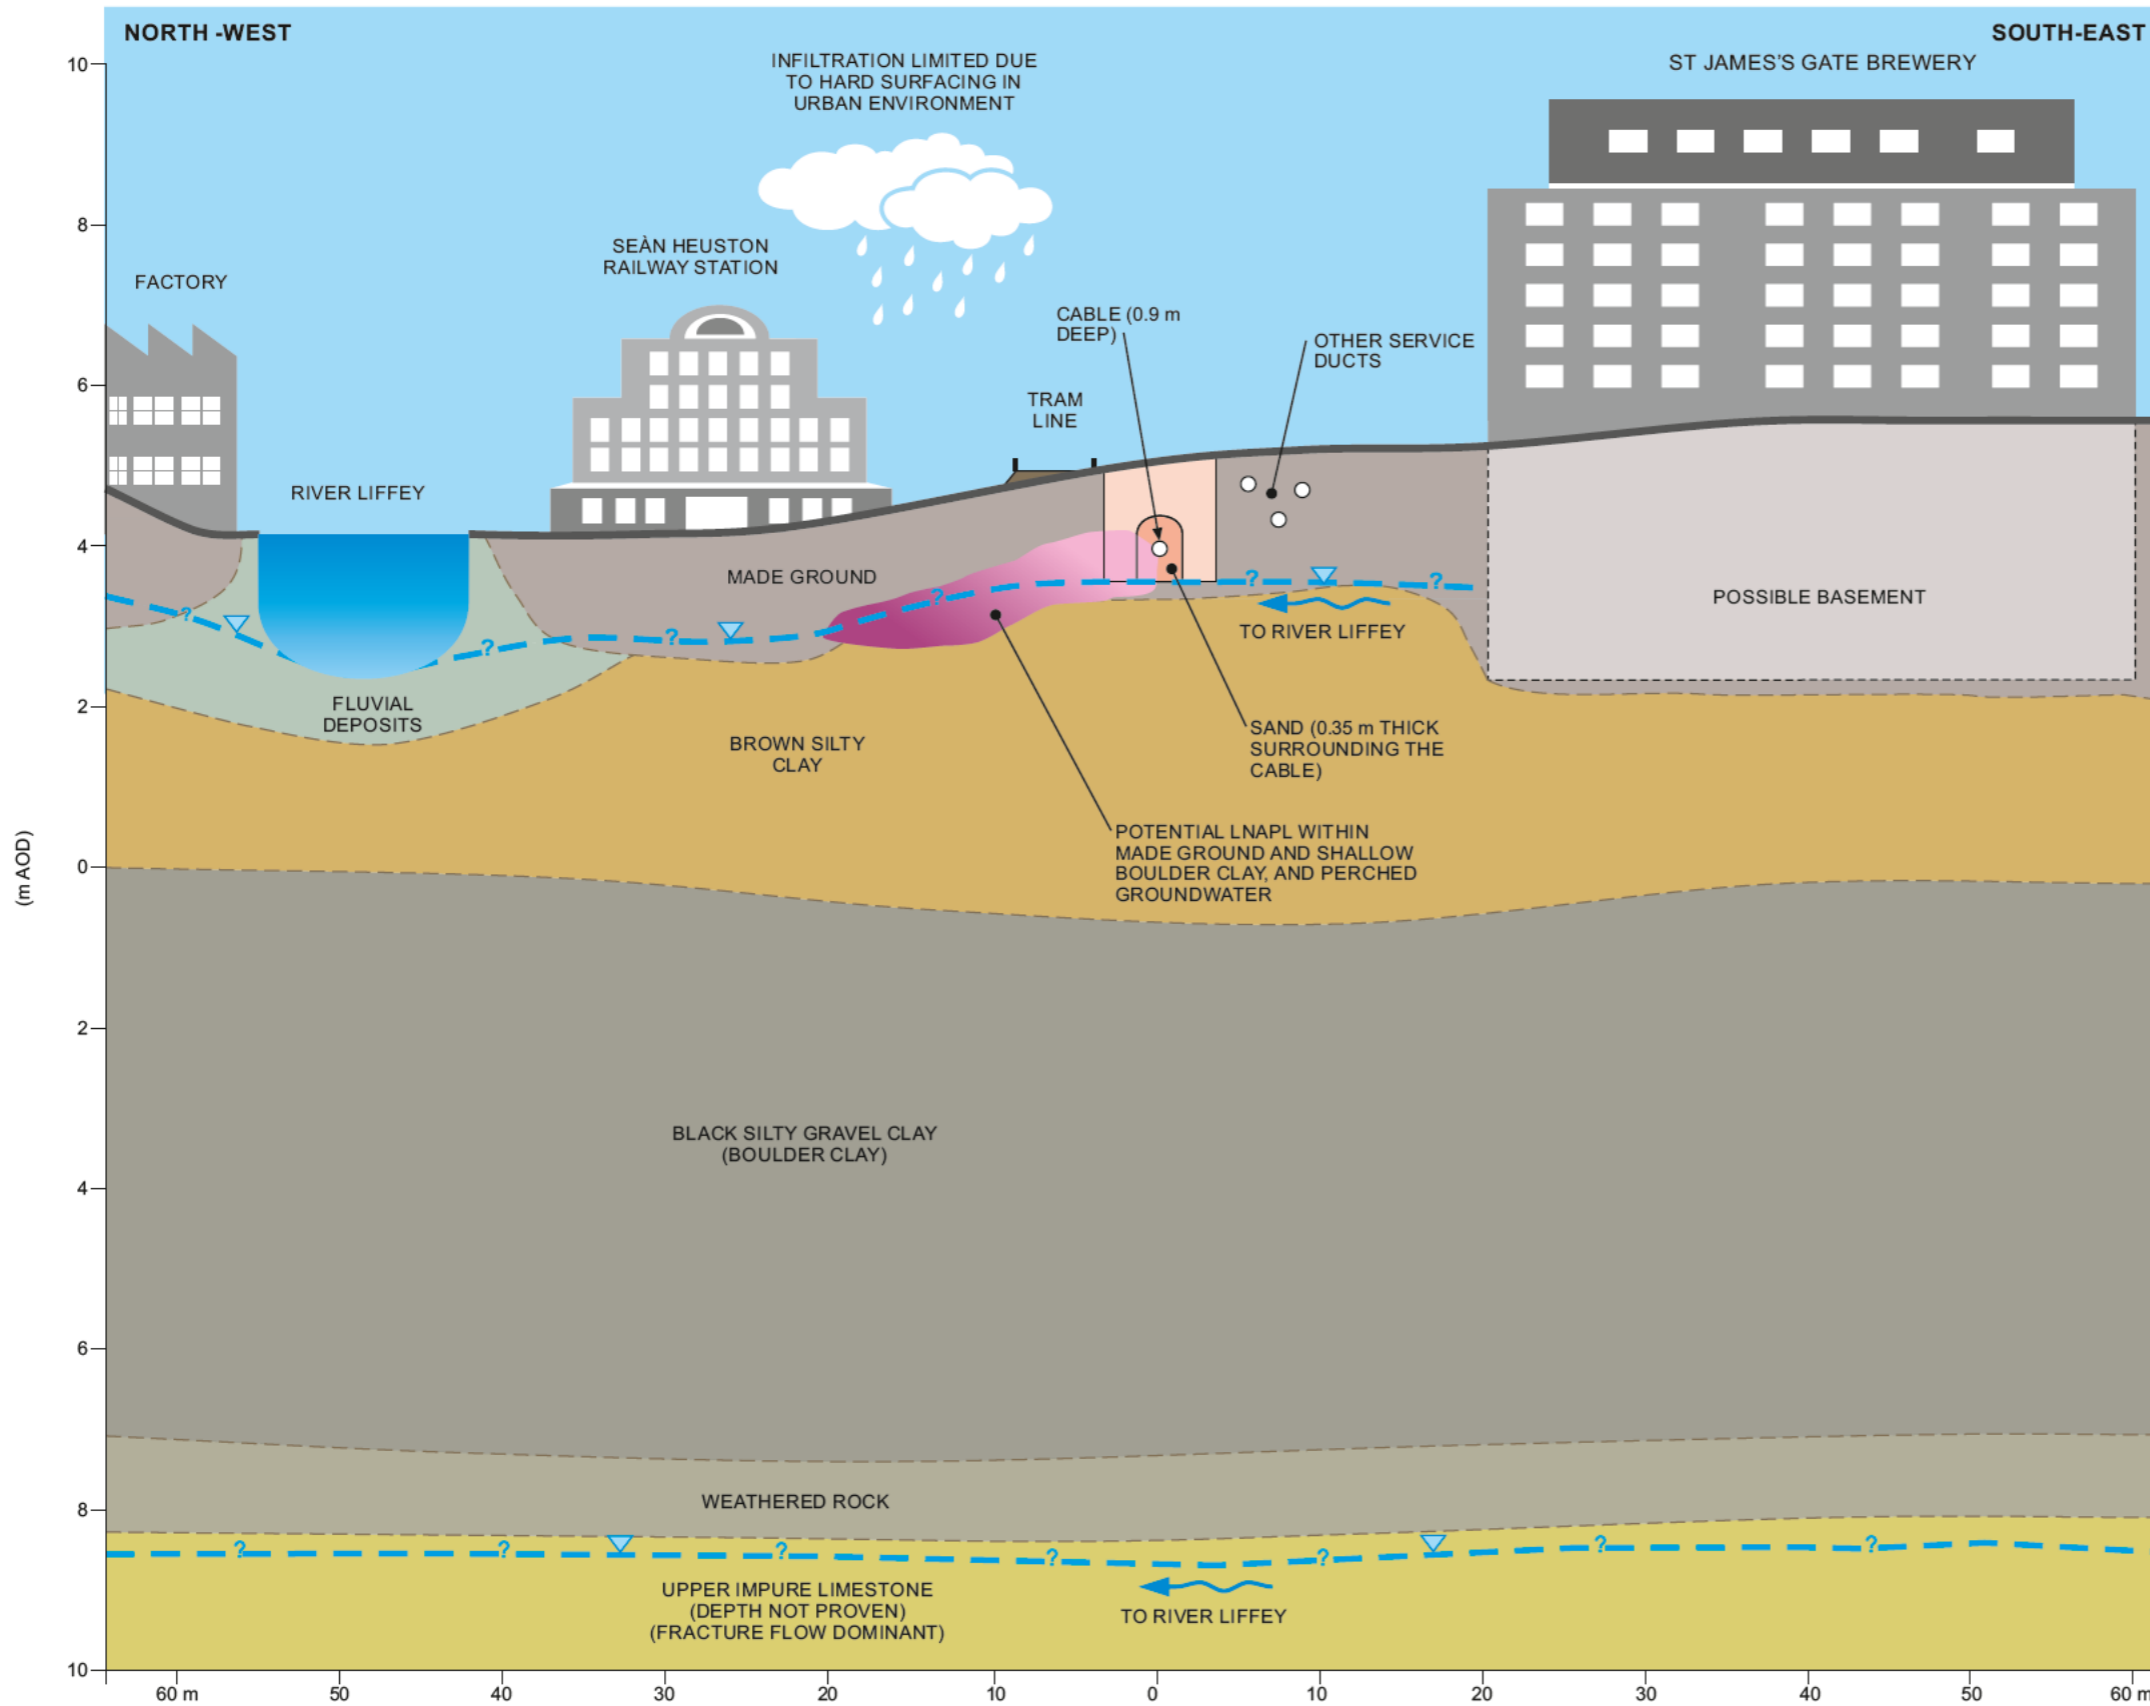 NORTH -WEST
SOUTH-EAST
INFILTRATION LIMITED DUE
TO HARD SURFACING IN
URBAN ENVIRONMENT
ST JAMES'S GATE BREWERY
SEÀN HEUSTON
RAILWAY STATION
FACTORY
CABLE (0.9 m
DEEP)
OTHER SERVICE
DUCTS
TRAM
LINE
RIVER LIFFEY
MADE GROUND
POSSIBLE BASEMENT
TO RIVER LIFFEY
FLUVIAL
DEPOSITS
BROWN SILTY
CLAY
SAND (0.35 m THICK
SURROUNDING THE
CABLE)
POTENTIAL LNAPL WITHIN
MADE GROUND AND SHALLOW
BOULDER CLAY, AND PERCHED
GROUNDWATER
BLACK SILTY GRAVEL CLAY
(BOULDER CLAY)
WEATHERED ROCK
UPPER IMPURE LIMESTONE
(DEPTH NOT PROVEN)
(FRACTURE FLOW DOMINANT)
TO RIVER LIFFEY
? ? ? ? ? ?
? ? ? ? ? ? ?
(m AOD)
10
8
6
4
2
0
2
4
6
8
10
60 m 50 40 30 20 10 0 10 20 30 40 50 60 m